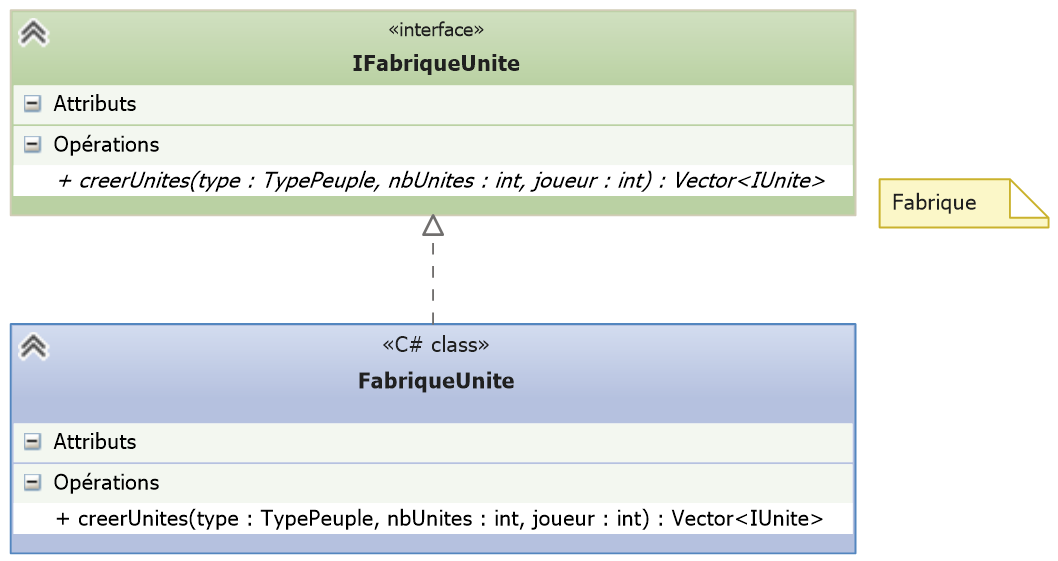 «interface»
IFabriqueUnite
Attributs
Opérations
+ creerUnites(type : TypePeuple, nbUnites : int, joueur : int) : Vector<IUnite>
Fabrique
«C# class»
FabriqueUnite
Attributs
Opérations
+ creerUnites(type : TypePeuple, nbUnites : int, joueur : int) : Vector<IUnite>